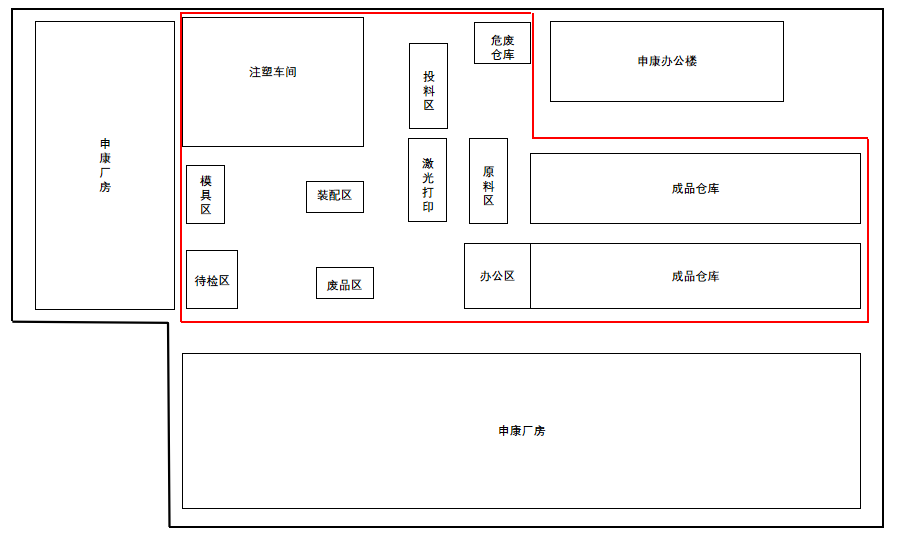 申康厂房
注塑车间
投料区
危废
仓库
申康办公楼
模具区
装配区
激光打印
原料区
成品仓库
待检区
废品区
办公区
成品仓库
申康厂房